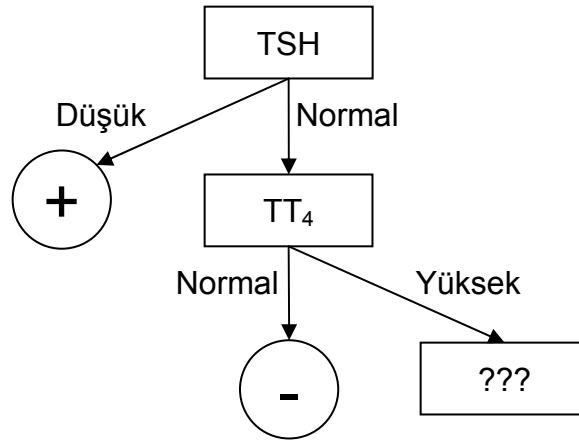 TSH
Düşük
Normal
+
TT₄
Normal
Yüksek
-
???